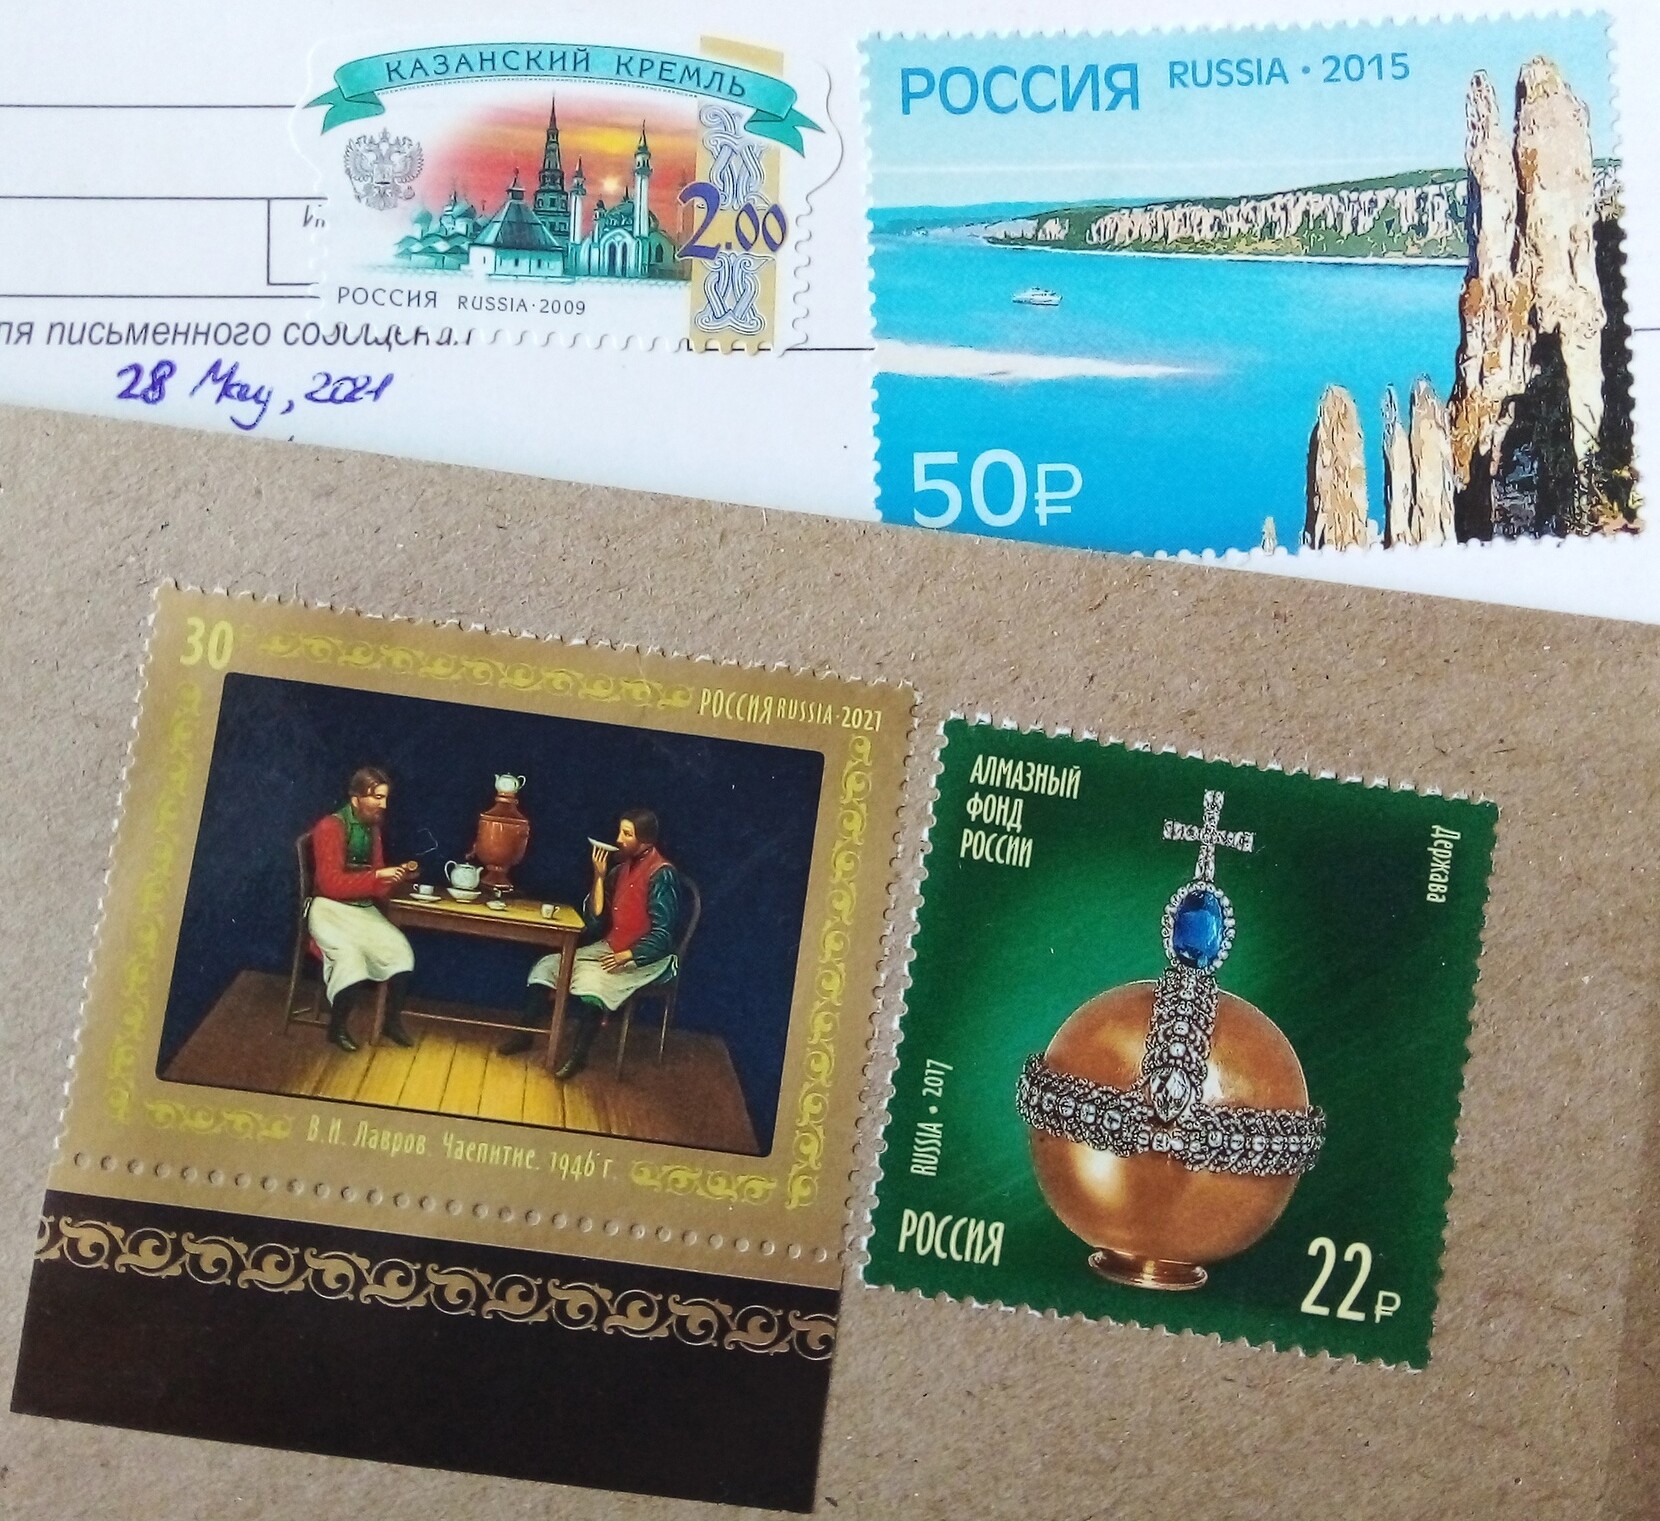 КАЗАНСКИЙ КРЕМЛЬ
2.00
РОССИЯ RUSSIA·2009
РОССИЯ RUSSIA · 2015
50₽
письменного
28 May, 2021
30
РОССИЯ RUSSIA·2021
В.И. Лавров. Чаепитие. 1946 г.
АЛМАЗНЫЙ
ФОНД
РОССИИ
Держава
RUSSIA • 2017
РОССИЯ
22₽